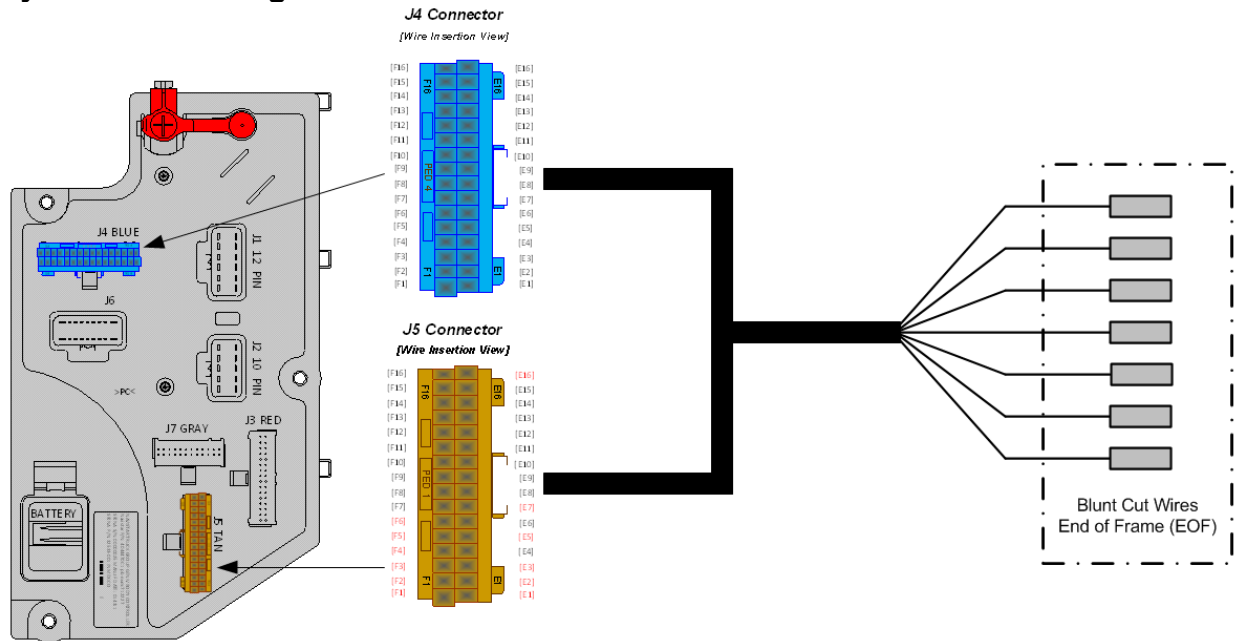 J4 Connector
[Wire Insertion View]
[F16]
[F15]
[F14]
[F13]
[F12]
[F11]
[F10]
[F9]
[F8]
[F7]
[F6]
[F5]
[F4]
[F3]
[F2]
[F1]
F16
PED 4
F1
E16
E1
[E16]
[E15]
[E14]
[E13]
[E12]
[E11]
[E10]
[E9]
[E8]
[E7]
[E6]
[E5]
[E4]
[E3]
[E2]
[E1]
J4 BLUE
J1 12 PIN
J6
J2 10 PIN
>PC<
J3 RED
J7 GRAY
J5 TAN
BATTERY
J5 Connector
[Wire Insertion View]
[F16]
[F15]
[F14]
[F13]
[F12]
[F11]
[F10]
[F9]
[F8]
[F7]
[F6]
[F5]
[F4]
[F3]
[F2]
[F1]
F16
PED 1
F1
E16
E1
[E16]
[E15]
[E14]
[E13]
[E12]
[E11]
[E10]
[E9]
[E8]
[E7]
[E6]
[E5]
[E4]
[E3]
[E2]
[E1]
Blunt Cut Wires
End of Frame (EOF)